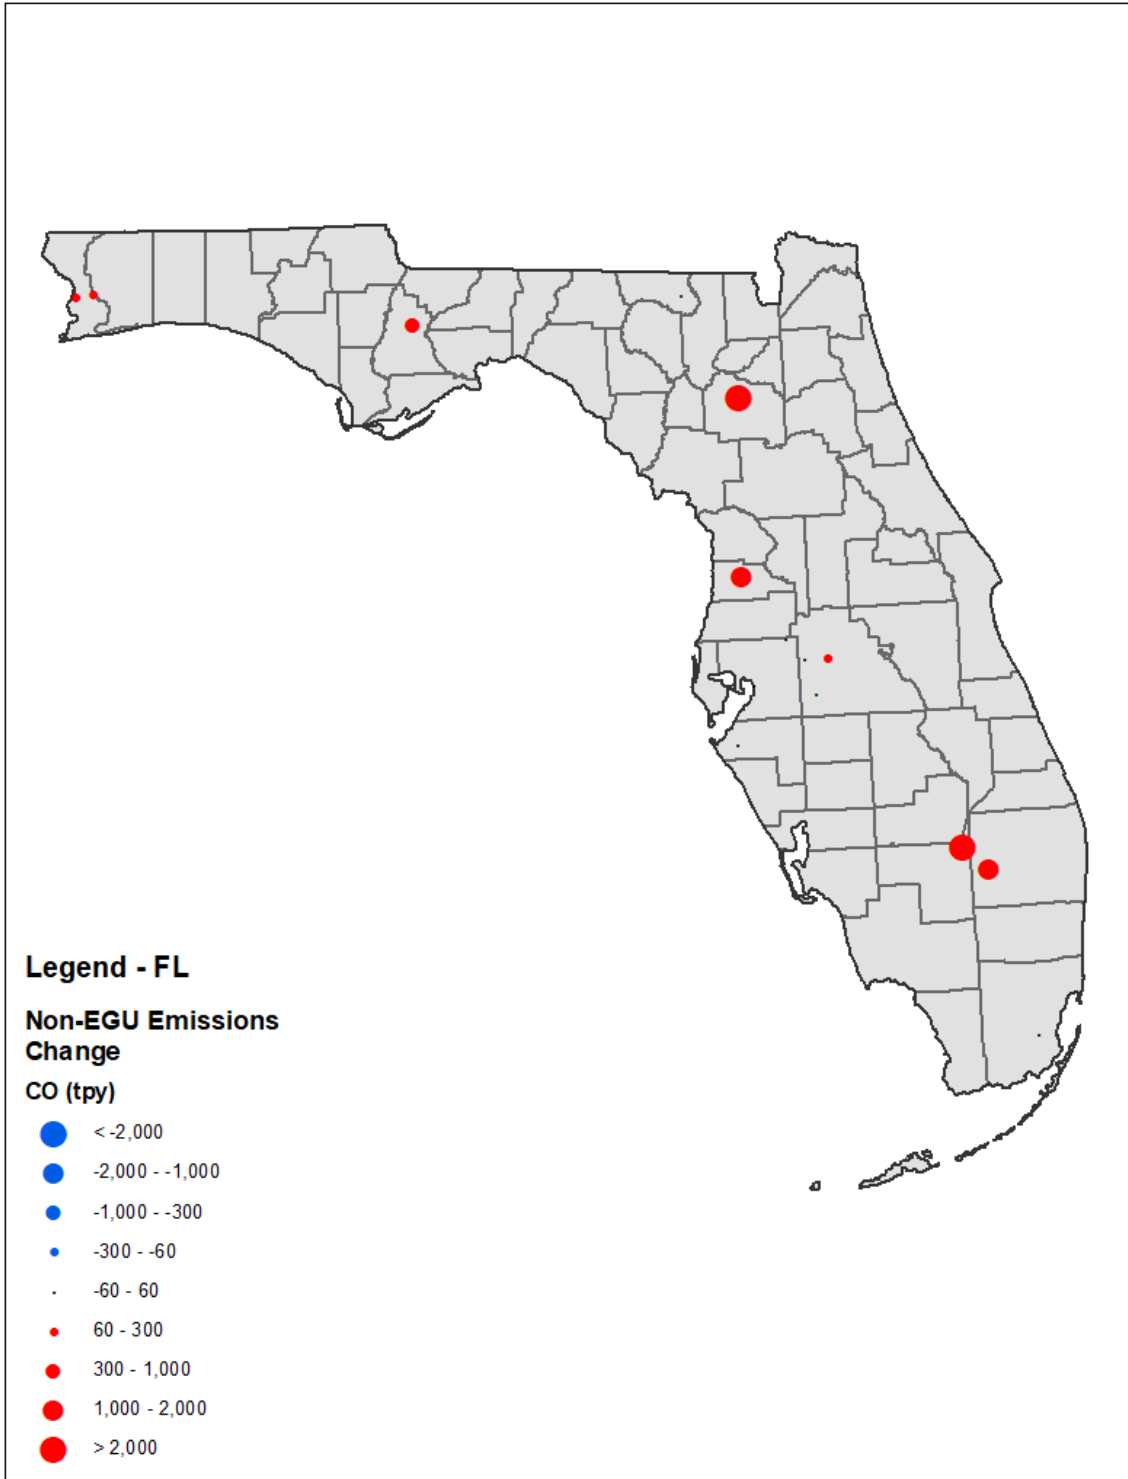 Legend - FL
Non-EGU Emissions
Change
CO (tpy)
< -2,000
-2,000 - -1,000
-1,000 - -300
-300 - -60
-60 - 60
60 - 300
300 - 1,000
1,000 - 2,000
> 2,000